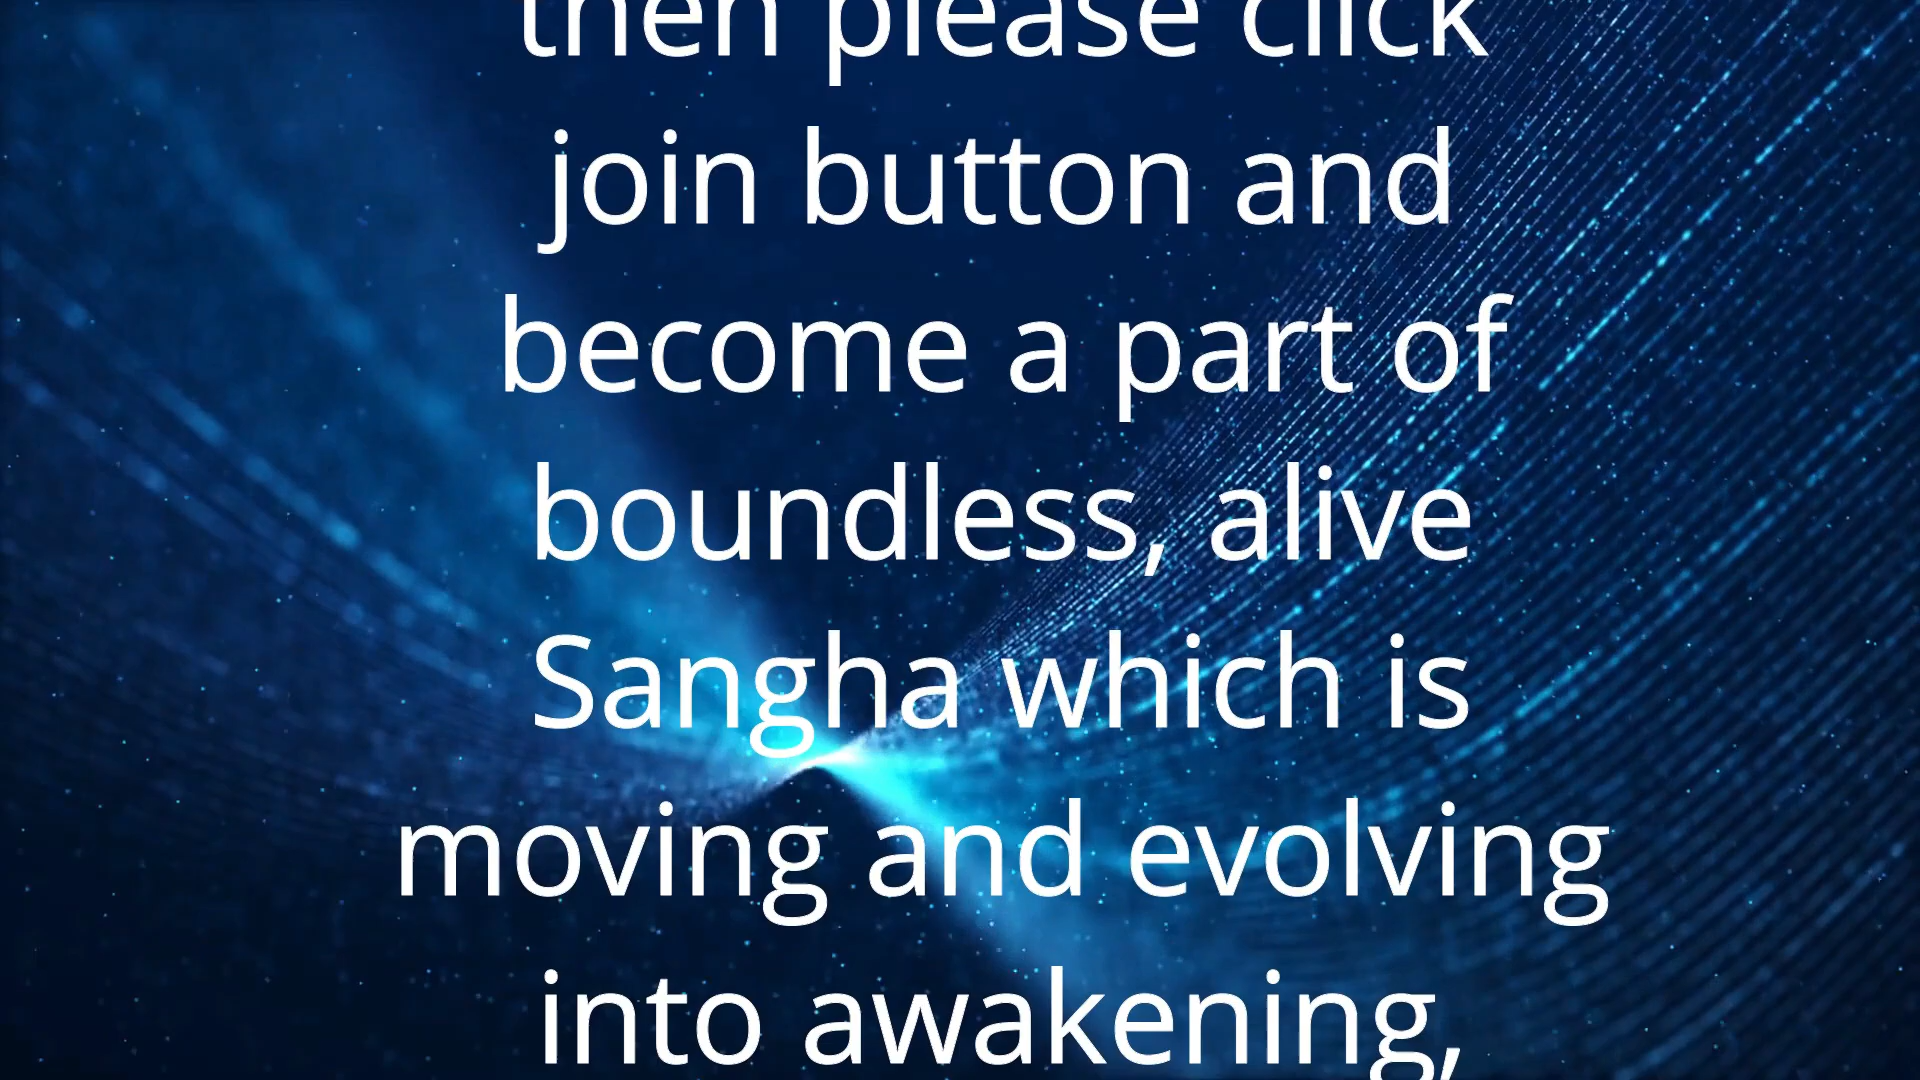 then please click
join button and
become a part of
boundless, alive
Sangha which is
moving and evolving
into awakening,